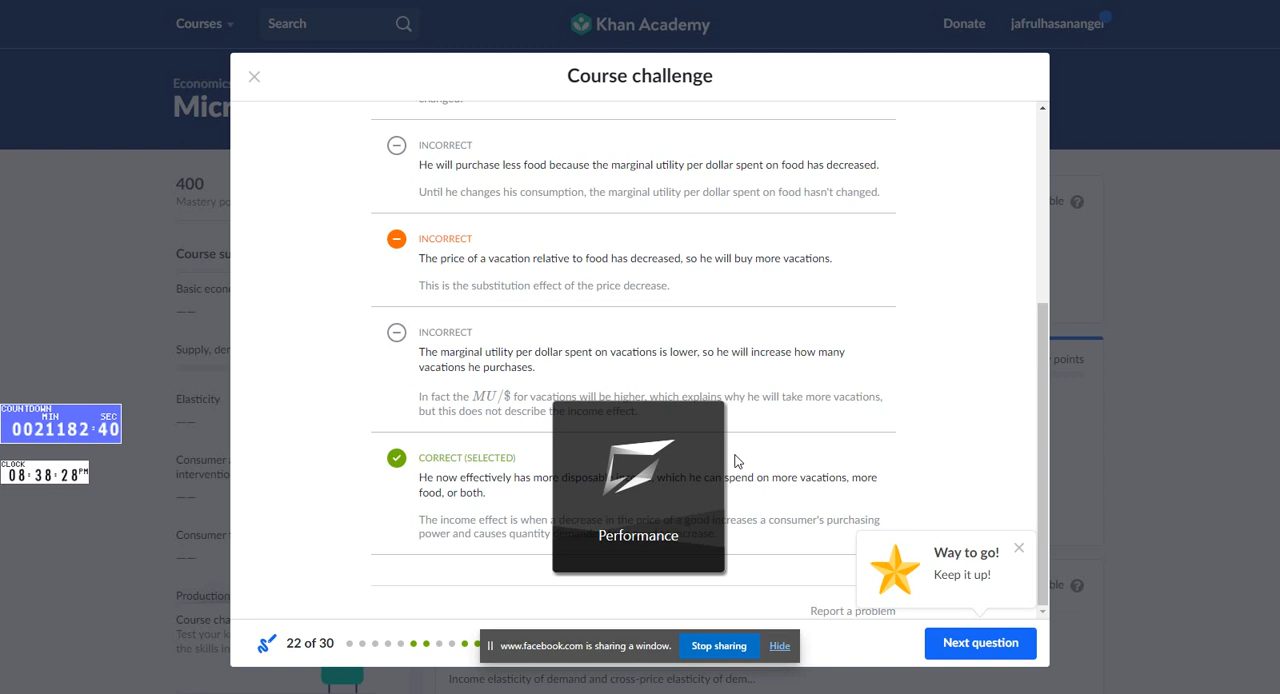 Courses
Search
Khan Academy
Donate
jafrulhasananger
Economics
Micr
400
Mastery po
Course su
Basic econ
Supply, de
Elasticity
Consumer
interventio
Consumer
Production
Course cha
Test your k
the skills in
COUNTDOWN
MIN SEC
0021182:40
CLOCK
08:38:28PM
Course challenge
changed.
INCORRECT
He will purchase less food because the marginal utility per dollar spent on food has decreased.
Until he changes his consumption, the marginal utility per dollar spent on food hasn't changed.
INCORRECT
The price of a vacation relative to food has decreased, so he will buy more vacations.
This is the substitution effect of the price decrease.
INCORRECT
The marginal utility per dollar spent on vacations is lower, so he will increase how many
vacations he purchases.
In fact the MU/$ for vacations will be higher, which explains why he will take more vacations,
but this does not describe the income effect.
CORRECT (SELECTED)
He now effectively has more disposable income, which he can spend on more vacations, more
food, or both.
The income effect is when a decrease in the price of a good increases a consumer's purchasing
power and causes quantity demanded to increase.
Performance
Way to go!
Keep it up!
Report a problem
22 of 30
www.facebook.com is sharing a window.
Stop sharing
Hide
Next question
ble
points
ble
Income elasticity of demand and cross-price elasticity of dem...